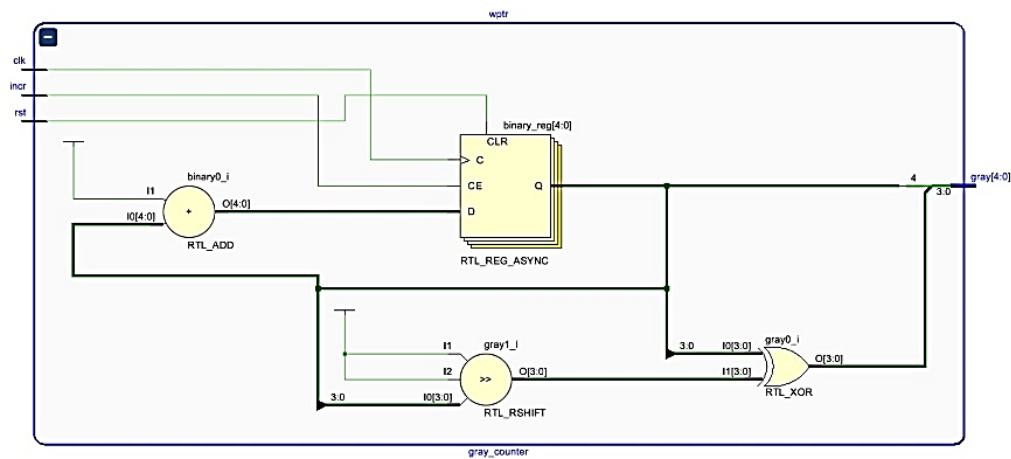 wptr
clk
incr
rst
binary_reg[4:0]
CLR
C
CE
Q
D
RTL_REG_ASYNC
binary0_i
I1
I0[4:0]
+
O[4:0]
RTL_ADD
4
3:0
gray[4:0]
gray1_i
I1
I2
3:0
I0[3:0]
>>
O[3:0]
RTL_RSHIFT
gray0_i
3:0
I0[3:0]
I1[3:0]
O[3:0]
RTL_XOR
gray_counter